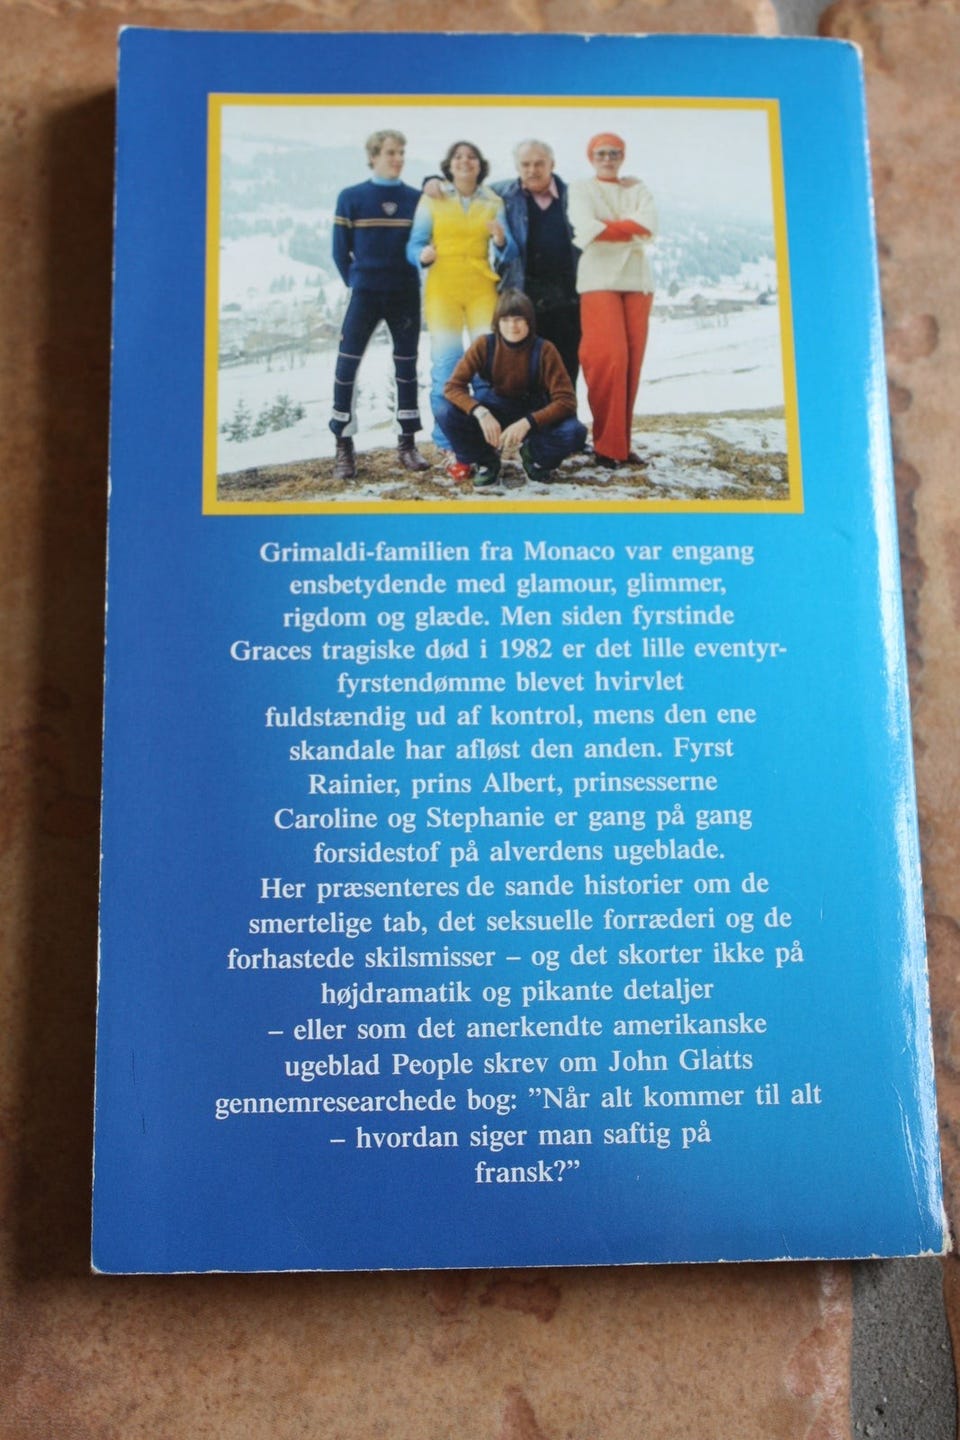 Grimaldi-familien fra Monaco var engang
ensbetydende med glamour, glimmer,
rigdom og glæde. Men siden fyrstinde
Graces tragiske død i 1982 er det lille eventyr-
fyrstendømme blevet hvirvlet
fuldstændig ud af kontrol, mens den ene
skandale har afløst den anden. Fyrst
Rainier, prins Albert, prinsesserne
Caroline og Stephanie er gang på gang
forsidestof på alverdens ugeblade.
Her præsenteres de sande historier om de
smertelige tab, det seksuelle forræderi og de
forhastede skilsmisser – og det skorter ikke på
højdramatik og pikante detaljer
– eller som det anerkendte amerikanske
ugeblad People skrev om John Glatts
gennemresearchede bog: ”Når alt kommer til alt
– hvordan siger man saftig på
fransk?”